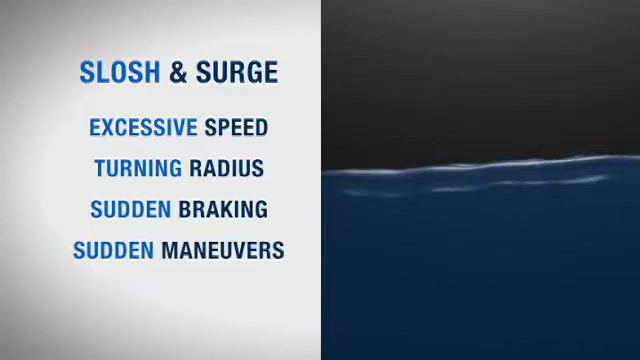 SLOSH & SURGE
EXCESSIVE SPEED
TURNING RADIUS
SUDDEN BRAKING
SUDDEN MANEUVERS